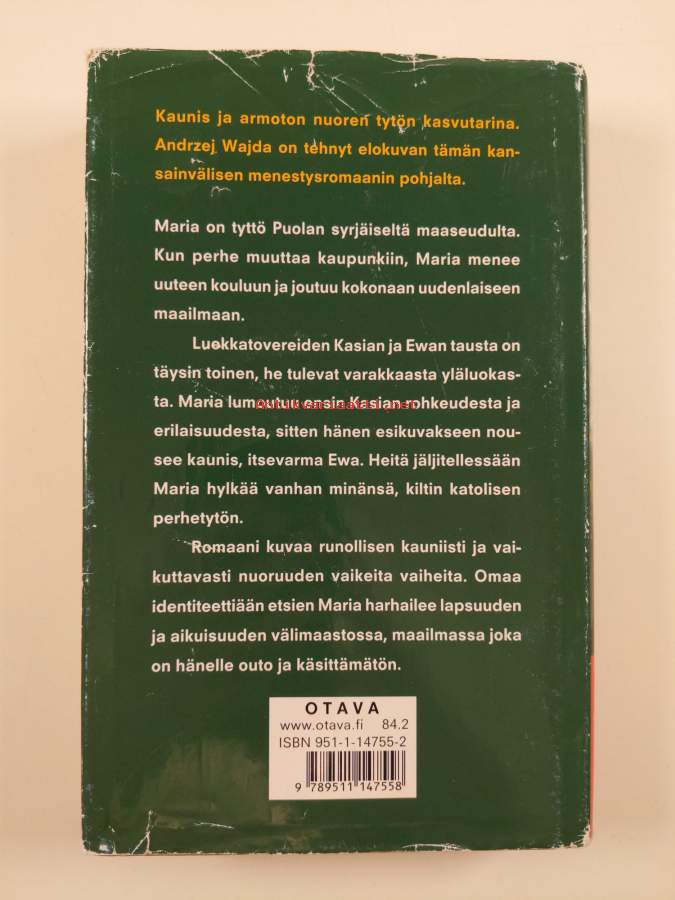 Kaunis ja armoton nuoren tytön kasvutarina.
Andrzej Wajda on tehnyt elokuvan tämän kan-
sainvälisen menestysromaanin pohjalta.
Maria on tyttö Puolan syrjäiseltä maaseudulta.
Kun perhe muuttaa kaupunkiin, Maria menee
uuteen kouluun ja joutuu kokonaan uudenlaiseen
maailmaan.
Luokkatovereiden Kasian ja Ewan tausta on
täysin toinen, he tulevat varakkaasta yläluokas-
ta. Maria lumoutuu ensin Kasian rohkeudesta ja
erilaisuudesta, sitten hänen esikuvakseen nou-
see kaunis, itsevarma Ewa. Heitä jäljitellessään
Maria hylkää vanhan minänsä, kiltin katolisen
perhetytön.
Romaani kuvaa runollisen kauniisti ja vai-
kuttavasti nuoruuden vaikeita vaiheita. Omaa
identiteettiään etsien Maria harhailee lapsuuden
ja aikuisuuden välimaastossa, maailmassa joka
on hänelle outo ja käsittämätön.
OTAVA
www.otava.fi 84.2
ISBN 951-1-14755-2
9 789511 147558